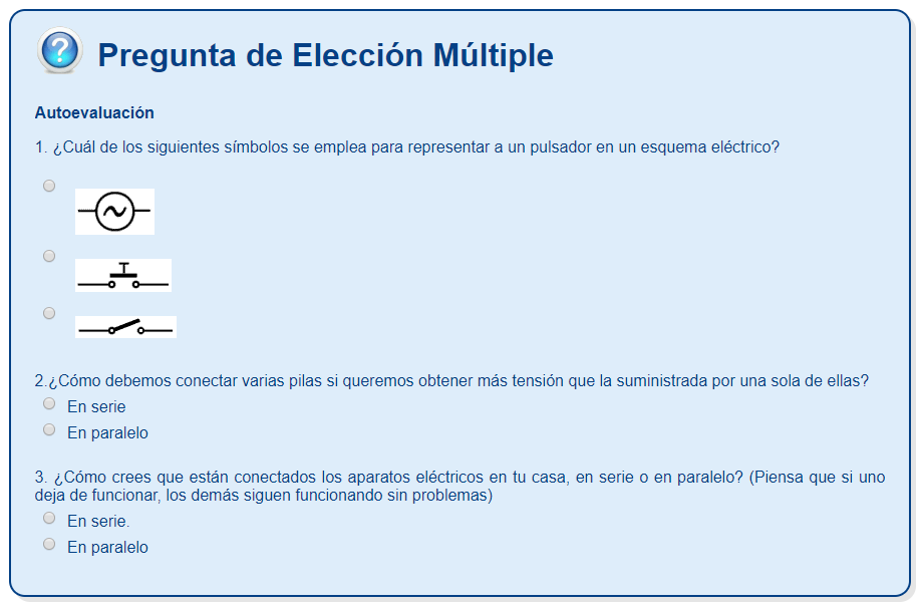 Pregunta de Elección Múltiple
Autoevaluación
1. ¿Cuál de los siguientes símbolos se emplea para representar a un pulsador en un esquema eléctrico?
2.¿Cómo debemos conectar varias pilas si queremos obtener más tensión que la suministrada por una sola de ellas?
En serie
En paralelo
3. ¿Cómo crees que están conectados los aparatos eléctricos en tu casa, en serie o en paralelo? (Piensa que si uno
deja de funcionar, los demás siguen funcionando sin problemas)
En serie.
En paralelo